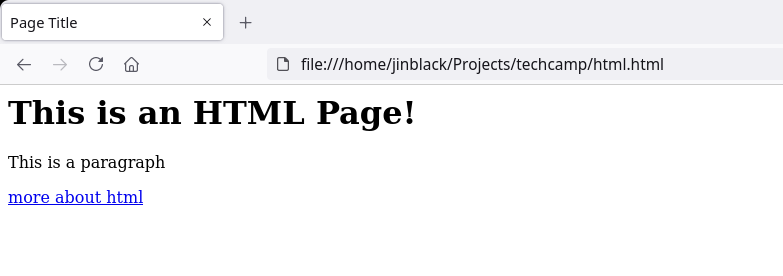 Page Title
file:///home/jinblack/Projects/techcamp/html.html
This is an HTML Page!
This is a paragraph
more about html